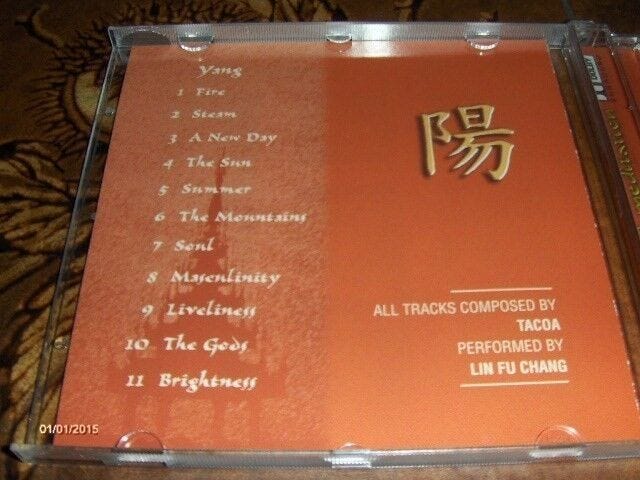 Yang
1 Fire
2 Steam
3 A New Day
4 The Sun
5 Summer
6 The Mountains
7 Soul
8 Masculinity
9 Liveliness
10 The Gods
11 Brightness
陽
ALL TRACKS COMPOSED BY
TACOA
PERFORMED BY
LIN FU CHANG
01/01/2015